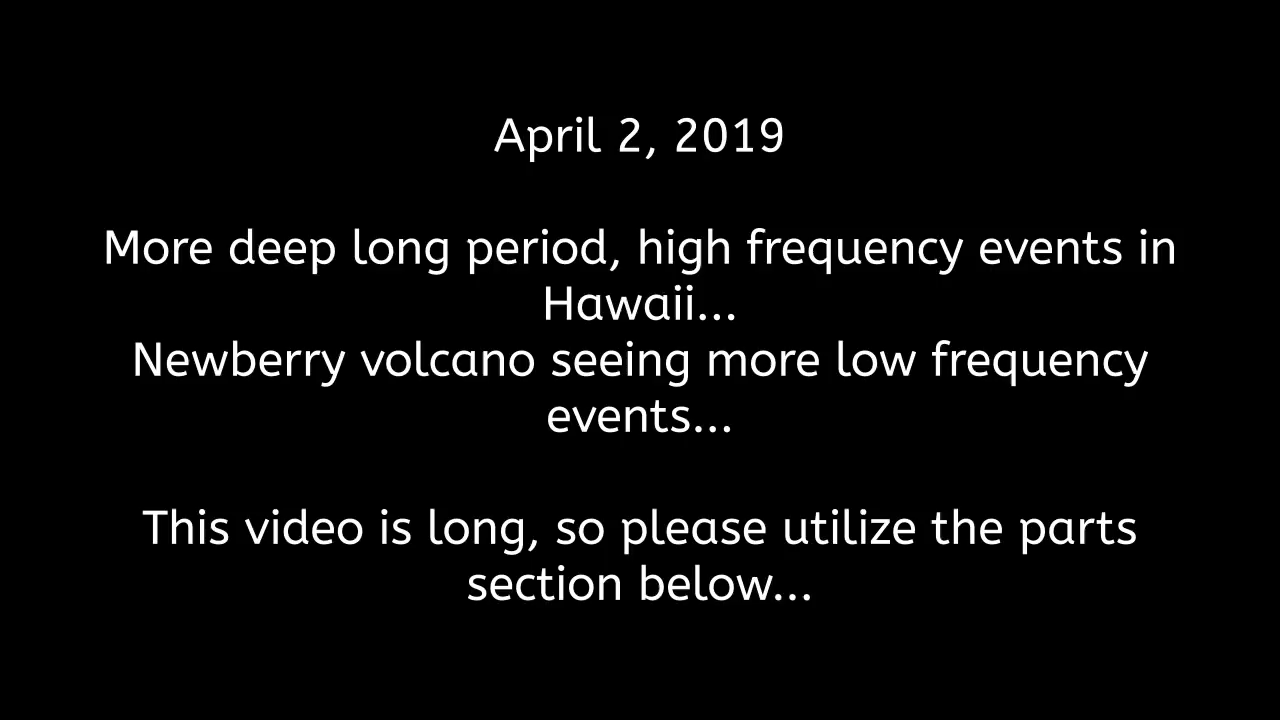 April 2, 2019
More deep long period, high frequency events in
Hawaii...
Newberry volcano seeing more low frequency
events...
This video is long, so please utilize the parts
section below...